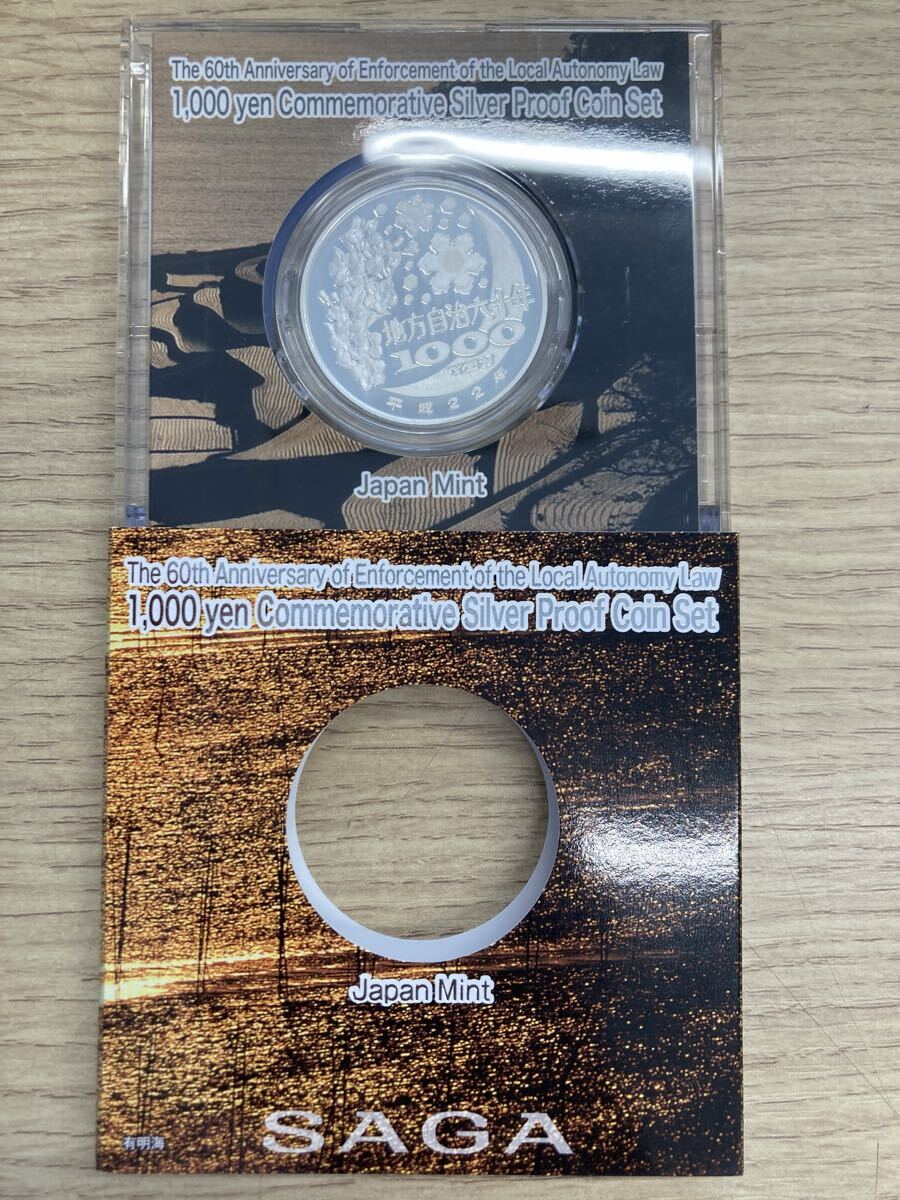 The 60th Anniversary of Enforcement of the Local Autonomy Law
1,000 yen Commemorative Silver Proof Coin Set
地方自治六十年
1000
平成22年
Japan Mint
The 60th Anniversary of Enforcement of the Local Autonomy Law
1,000 yen Commemorative Silver Proof Coin Set
Japan Mint
有明海
SAGA